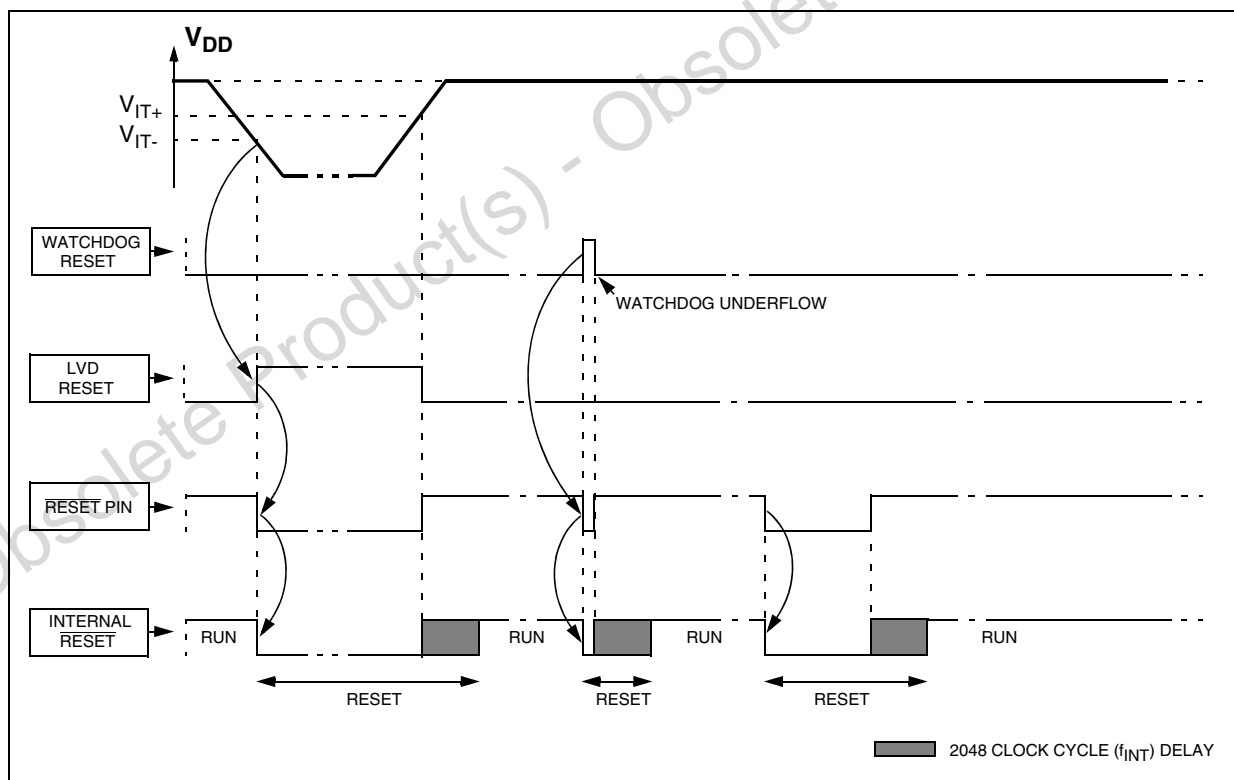 VDD
VIT+
VIT-
WATCHDOG
RESET
WATCHDOG UNDERFLOW
LVD
RESET
RESET PIN
INTERNAL
RESET
RUN
RUN
RUN
RUN
RESET
RESET
RESET
2048 CLOCK CYCLE (fINT) DELAY
Obsolete Product(s) - Obsolete